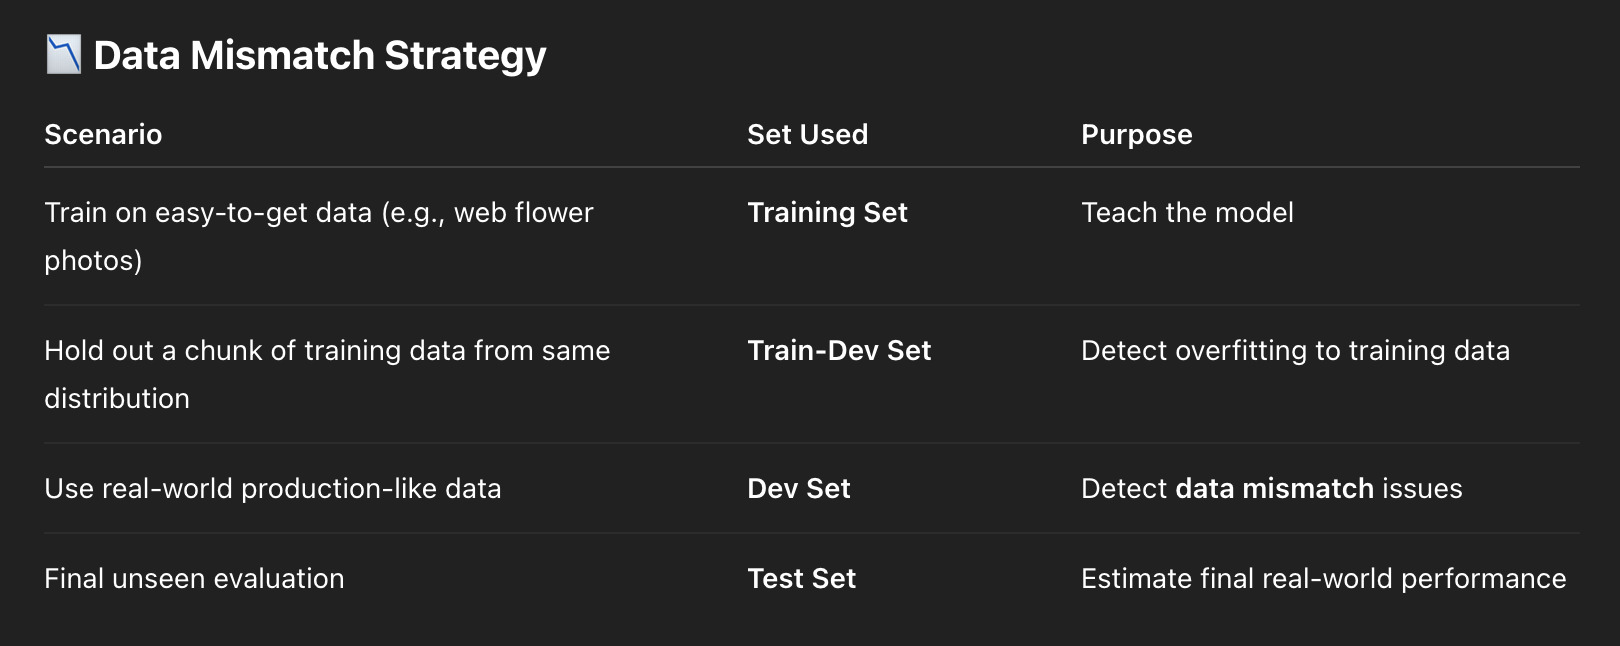 Data Mismatch Strategy
Scenario Set Used Purpose
Train on easy-to-get data (e.g., web flower Training Set Teach the model
photos)
Hold out a chunk of training data from same Train-Dev Set Detect overfitting to training data
distribution
Use real-world production-like data Dev Set Detect data mismatch issues
Final unseen evaluation Test Set Estimate final real-world performance